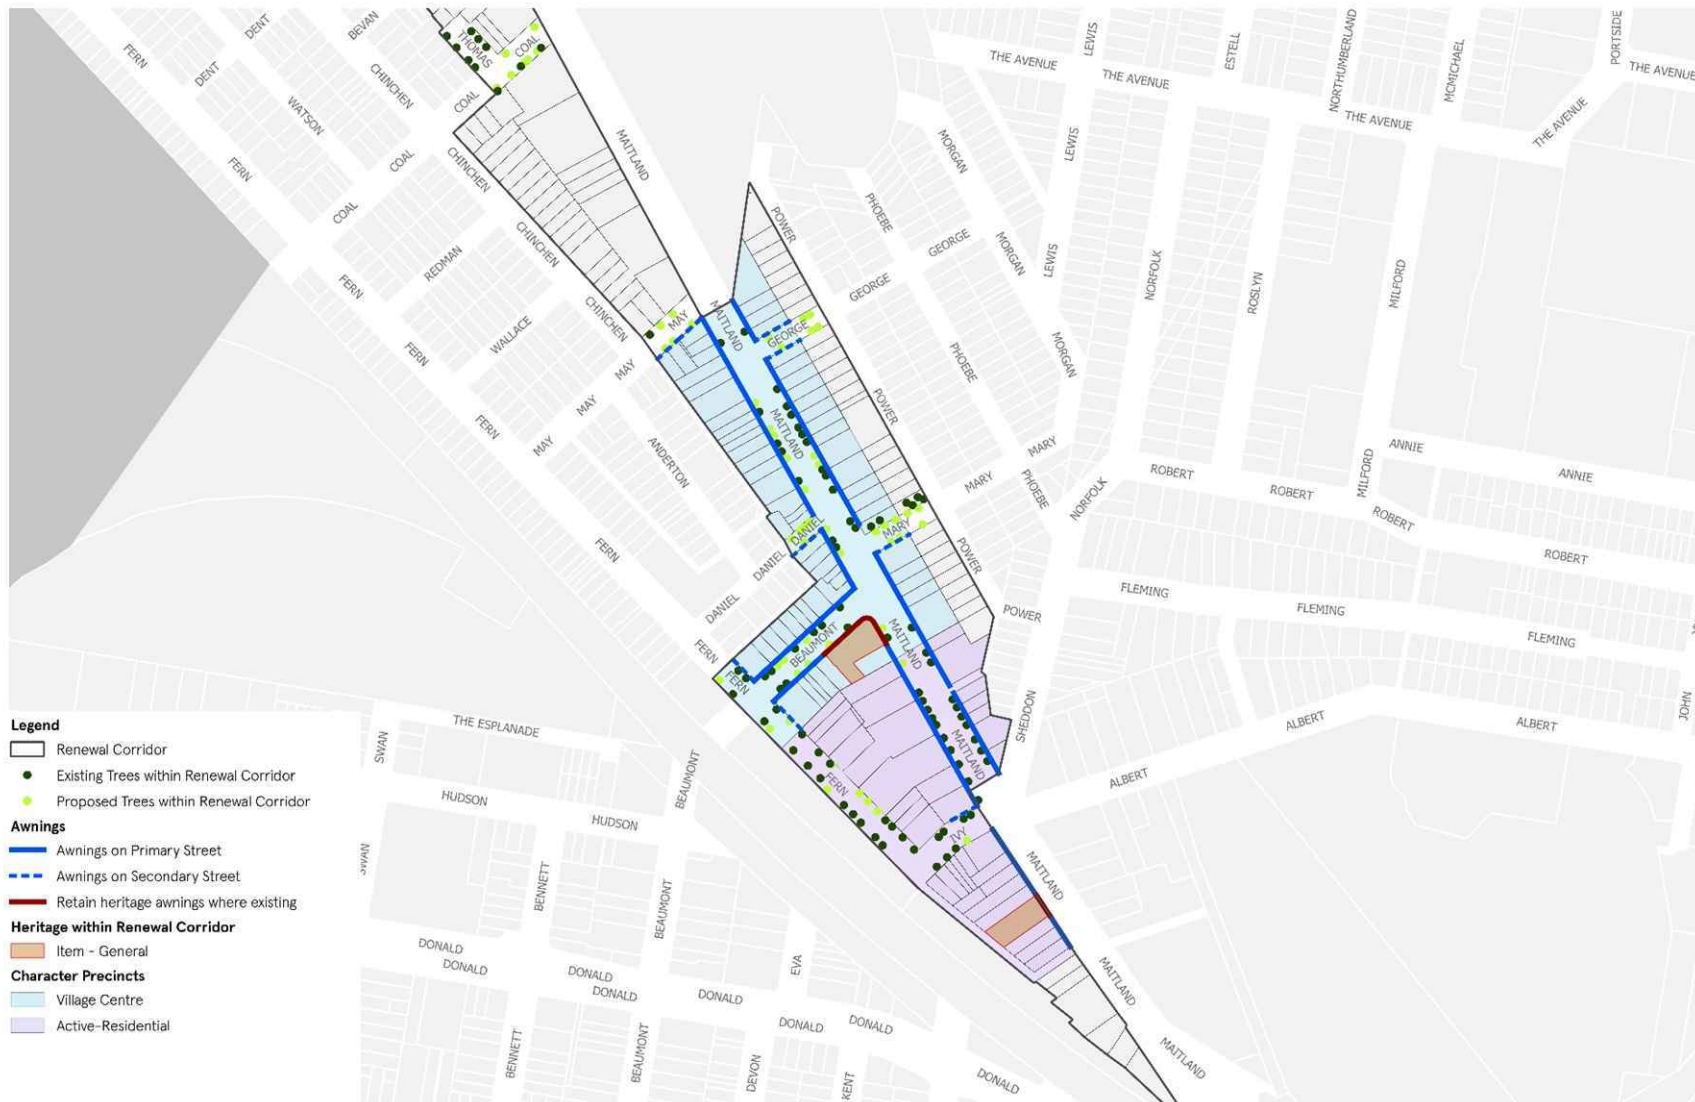 FERN
DENT
DENT
BEVAN
WATSON
CHINCHEN
THOMAS
COAL
COAL
COAL
COAL
FERN
CHINCHEN
MAITLAND
CHINCHEN
REDMAN
FERN
WALLACE
CHINCHEN
MAY
MAY
MAY
MAY
FERN
FERN
ANDERTON
FERN
DANIEL
DANIEL
DANIEL
FERN
FERN
THE AVENUE
LEWIS
THE AVENUE
ESTELL
NORTHUMBERLAND
THE AVENUE
MCMICHAEL
THE AVENUE
PORTSIDE
THE AVENUE
MORGAN
LEWIS
PHOEBE
POWER
GEORGE
GEORGE
MORGAN
LEWIS
NORFOLK
ROSLYN
MILFORD
MAITLAND
GEORGE
PHOEBE
MORGAN
POWER
MAITLAND
MARY
MARY
PHOEBE
NORFOLK
ROBERT
ROBERT
MILFORD
ANNIE
ANNIE
ROBERT
ROBERT
MARY
POWER
POWER
FLEMING
FLEMING
FLEMING
BEAUMONT
MAITLAND
SHEDDON
ALBERT
ALBERT
ALBERT
JOHN
MAITLAND
FERN
IVY
MAITLAND
MAITLAND
MAITLAND
THE ESPLANADE
SWAN
SWAN
HUDSON
HUDSON
BEAUMONT
BENNETT
BEAUMONT
EVA
DONALD
DONALD
DONALD
DONALD
DONALD
DONALD
DONALD
DONALD
BENNETT
BEAUMONT
DEVON
KENT
Legend
Renewal Corridor
Existing Trees within Renewal Corridor
Proposed Trees within Renewal Corridor
Awnings
Awnings on Primary Street
Awnings on Secondary Street
Retain heritage awnings where existing
Heritage within Renewal Corridor
Item - General
Character Precincts
Village Centre
Active-Residential